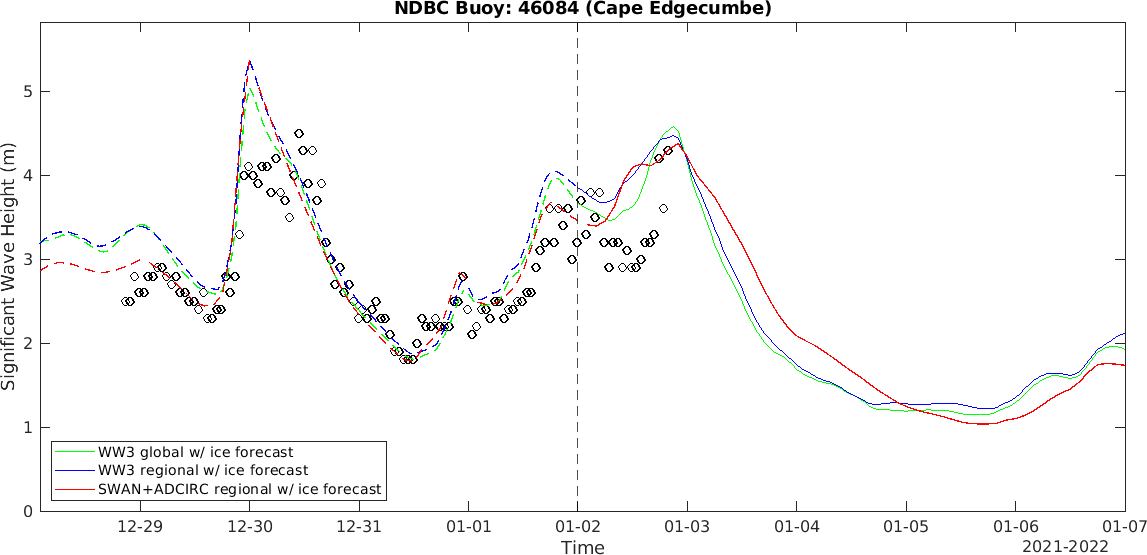 NDBC Buoy: 46084 (Cape Edgecumbe)
Significant Wave Height (m)
5
4
3
2
1
0
WW3 global w/ ice forecast
WW3 regional w/ ice forecast
SWAN+ADCIRC regional w/ ice forecast
12-29 12-30 12-31 01-01 01-02 01-03 01-04 01-05 01-06 01-07
Time
2021-2022